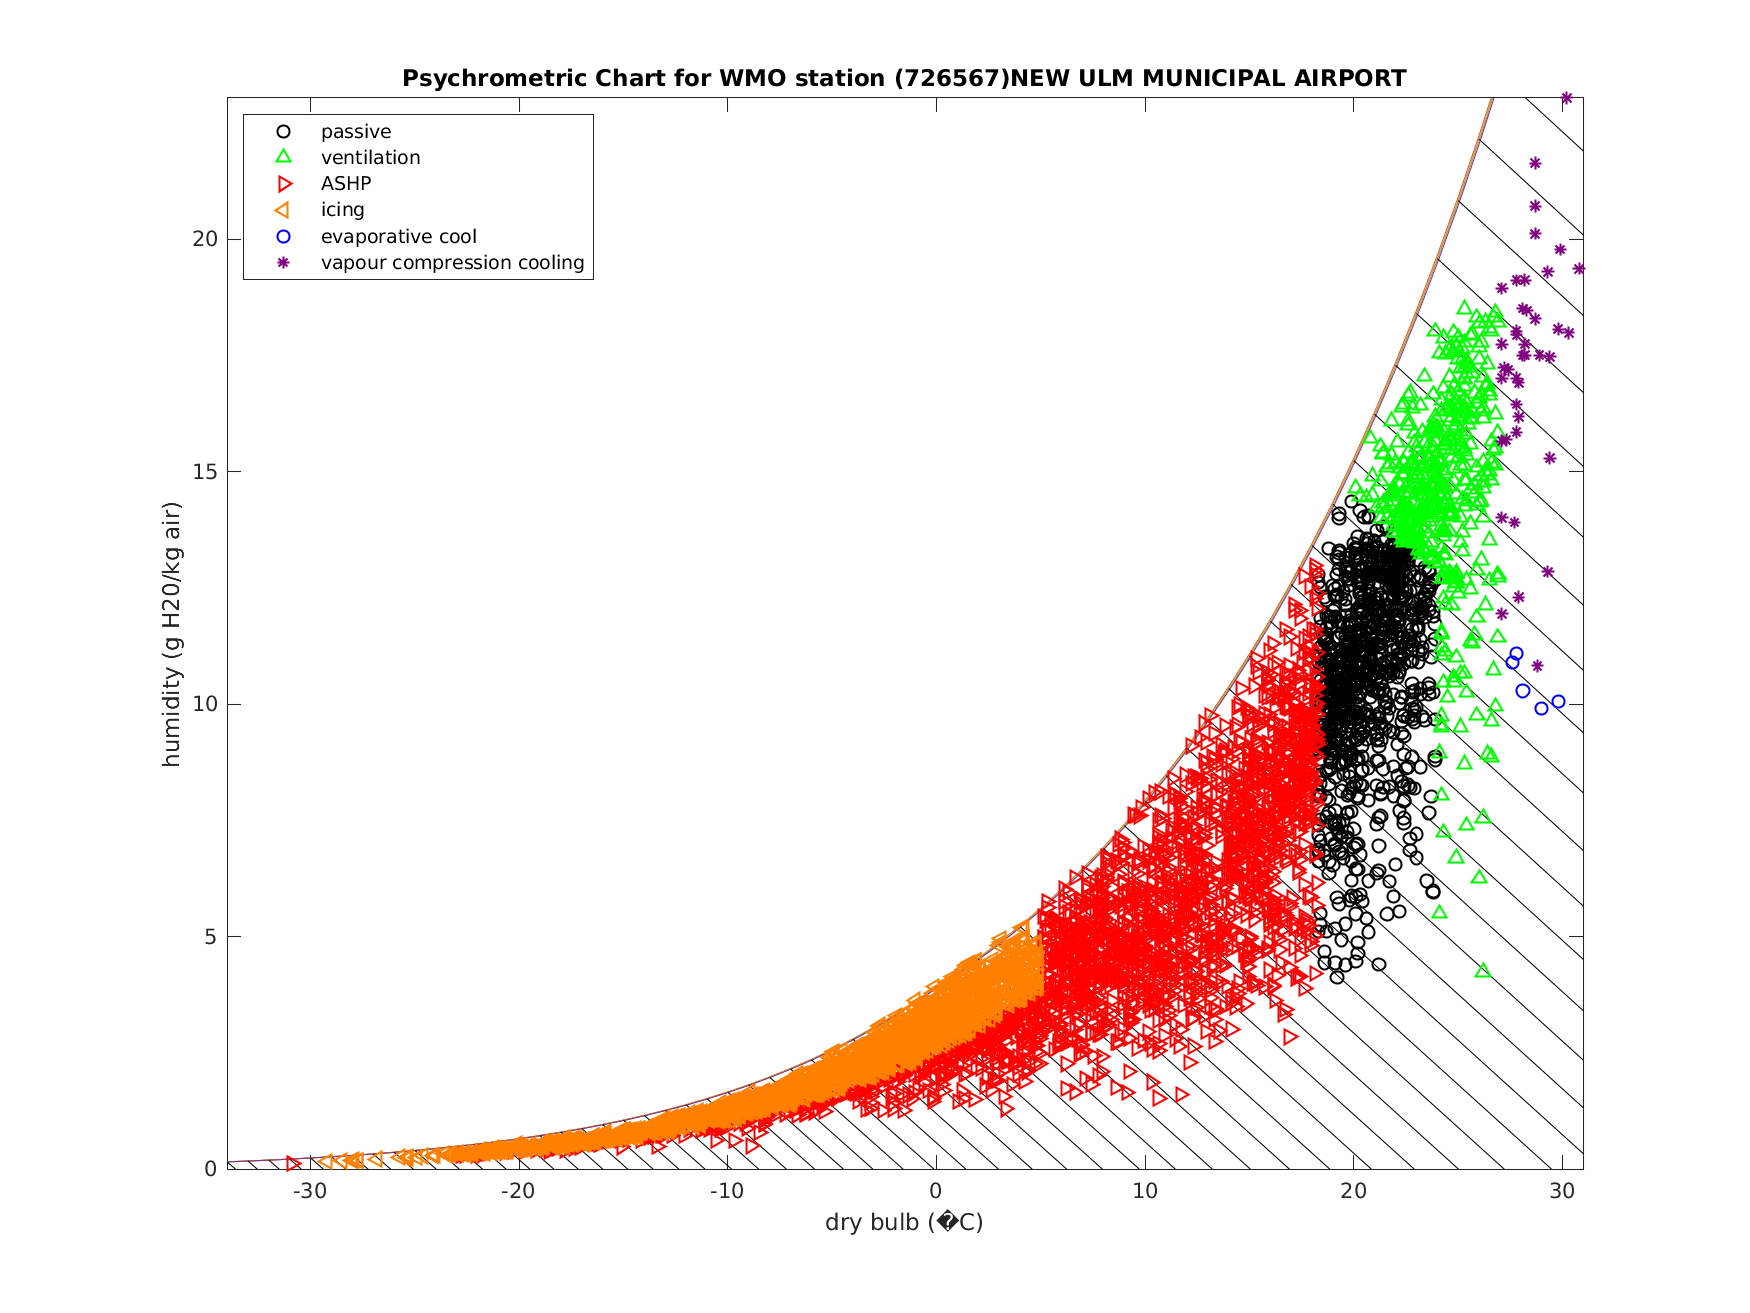 Psychrometric Chart for WMO station (726567)NEW ULM MUNICIPAL AIRPORT
passive
ventilation
ASHP
icing
evaporative cool
vapour compression cooling
humidity (g H20/kg air)
20
15
10
5
0
-30 -20 -10 0 10 20 30
dry bulb (�C)